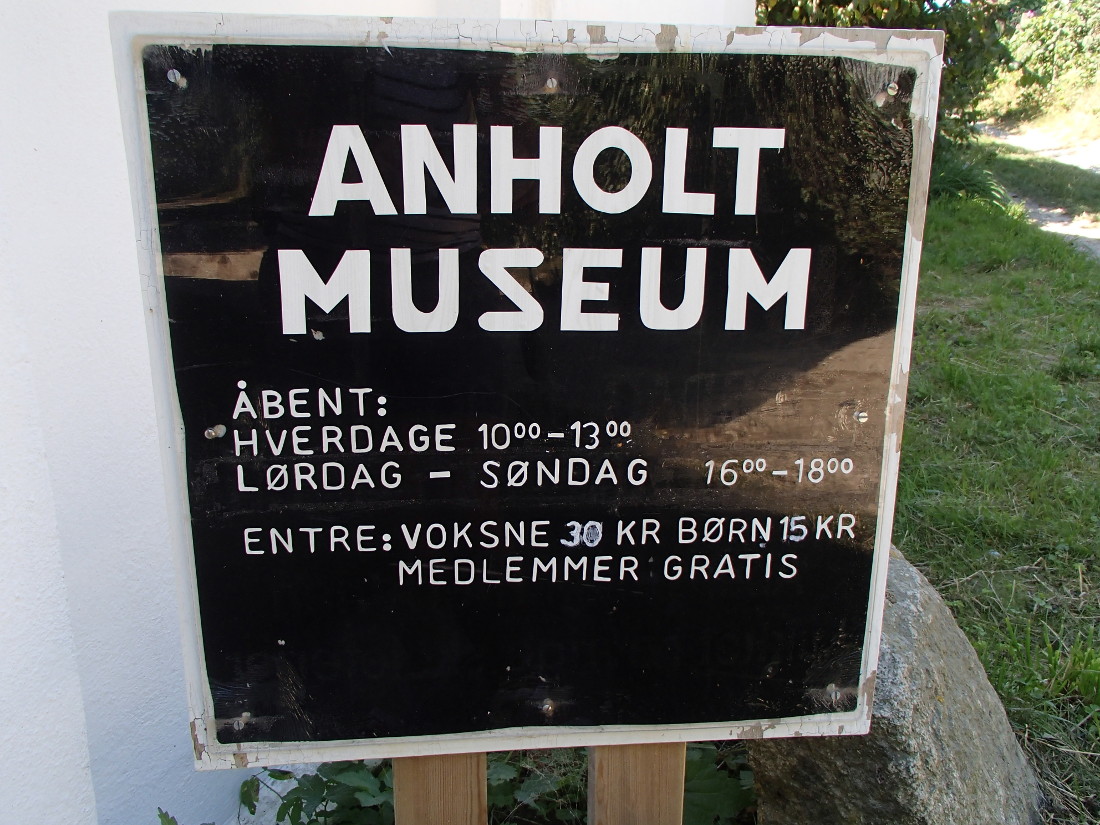 ANHOLT
MUSEUM
ÅBENT:
HVERDAGE 10⁰⁰-13⁰⁰
LØRDAG - SØNDAG 16⁰⁰-18⁰⁰
ENTRE: VOKSNE 30 KR BØRN 15 KR
MEDLEMMER GRATIS